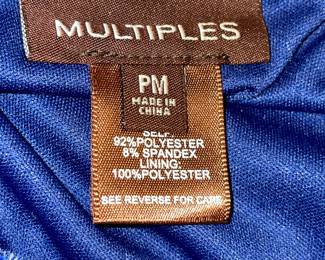 MULTIPLES
PM
MADE IN
CHINA
SELF:
92%POLYESTER
8% SPANDEX
LINING:
100%POLYESTER
SEE REVERSE FOR CARE